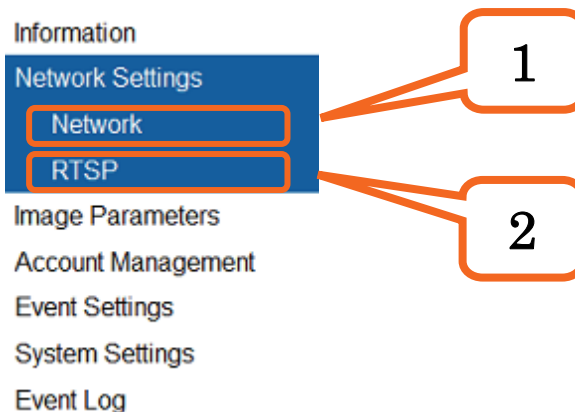 Information
Network Settings
Network
RTSP
Image Parameters
Account Management
Event Settings
System Settings
Event Log
1
2